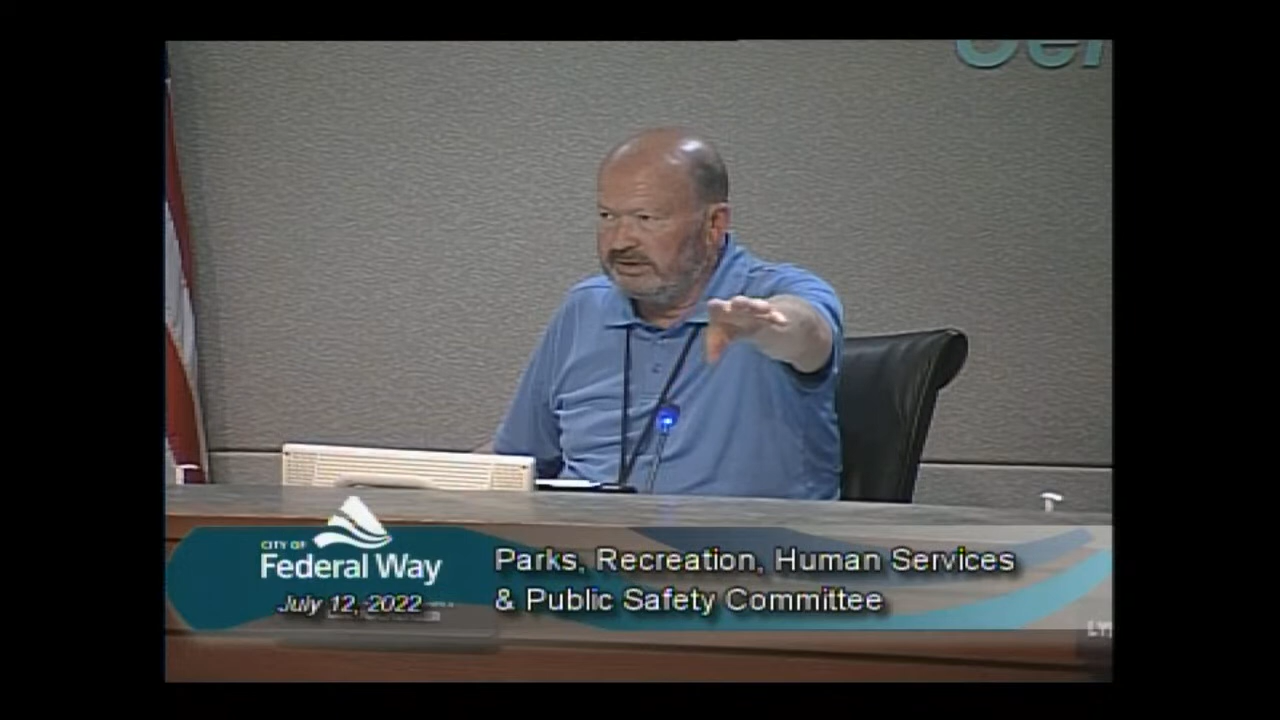 CITY OF
Federal Way
July 12, 2022
Parks, Recreation, Human Services
& Public Safety Committee